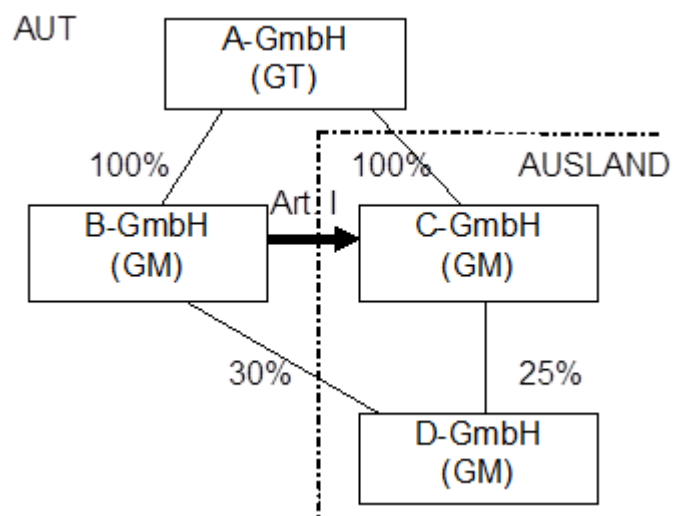 AUT
A-GmbH
(GT)
100%
100%
AUSLAND
Art. I
B-GmbH
(GM)
C-GmbH
(GM)
30%
25%
D-GmbH
(GM)